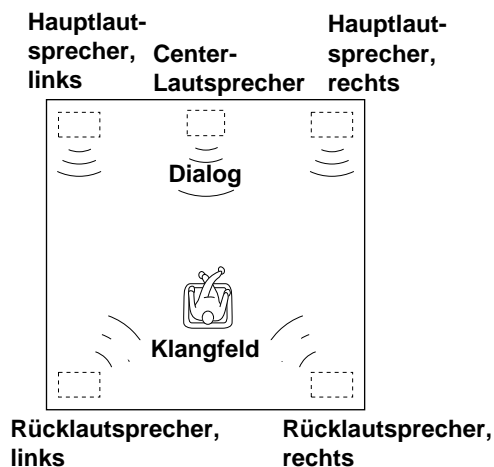 Hauptlaut-
sprecher,
links
Center-
Lautsprecher
Hauptlaut-
sprecher,
rechts
Dialog
Klangfeld
Rücklautsprecher,
links
Rücklautsprecher,
rechts